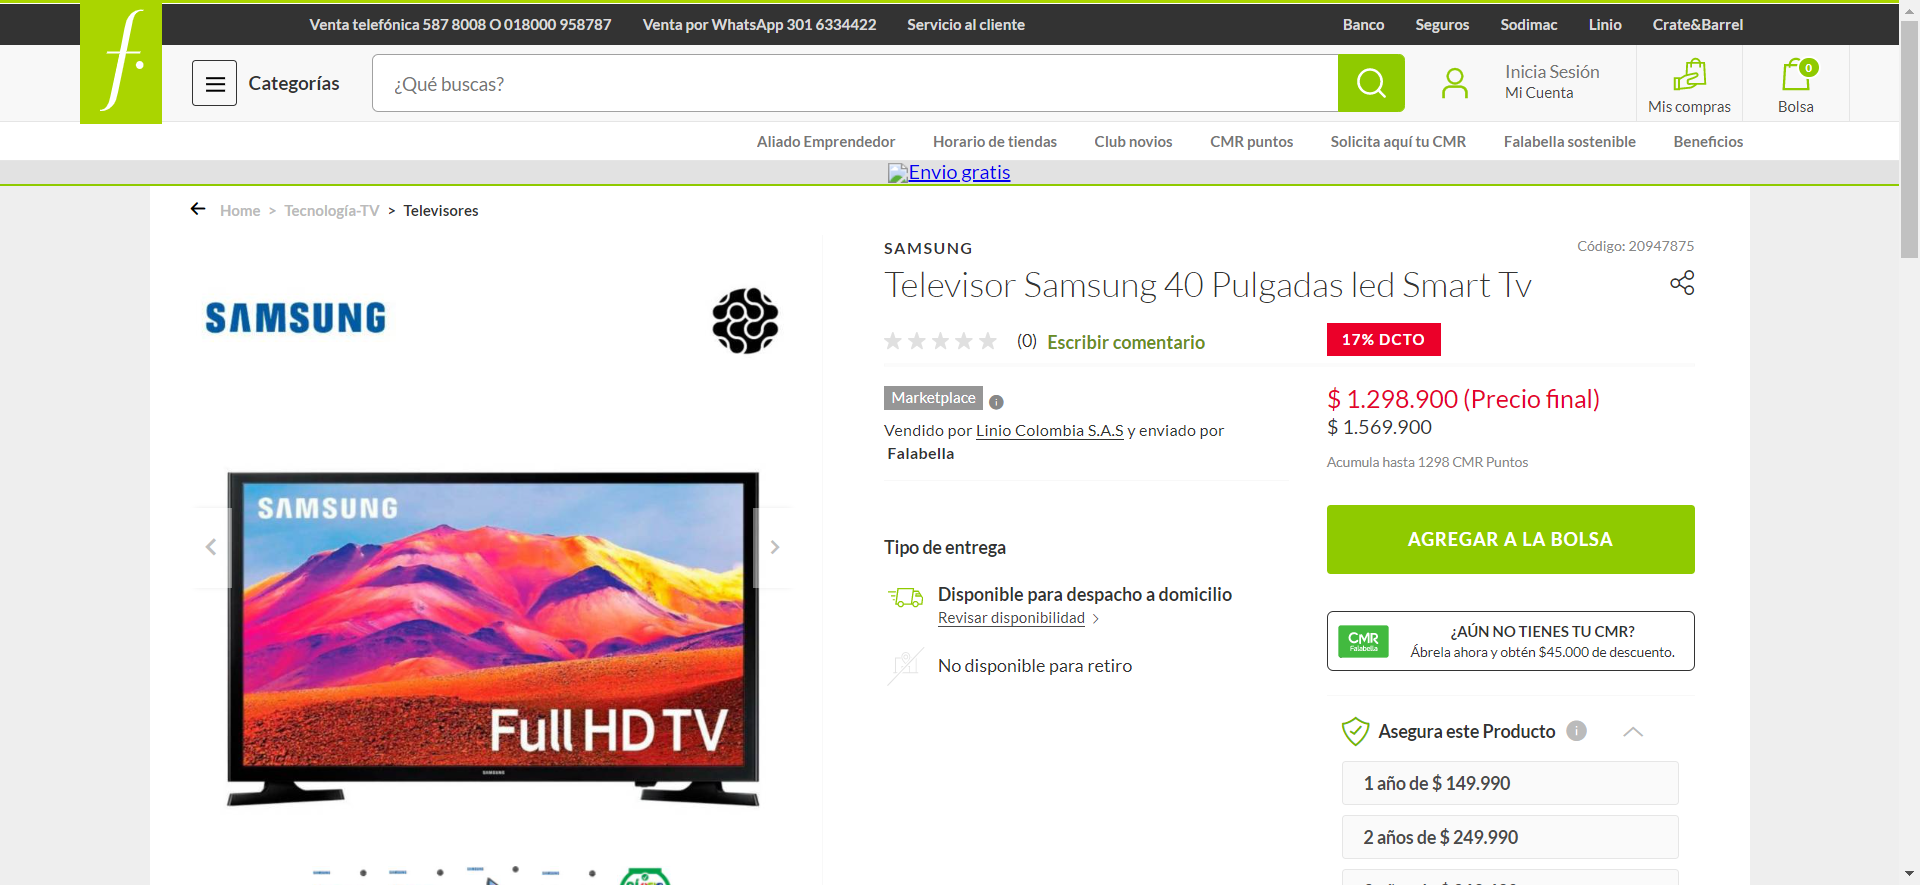 Venta telefónica 587 8008 O 018000 958787
Venta por WhatsApp 301 6334422
Servicio al cliente
Banco
Seguros
Sodimac
Linio
Crate&Barrel
f.
Categorías
¿Qué buscas?
Inicia Sesión
Mi Cuenta
Mis compras
0
Bolsa
Aliado Emprendedor
Horario de tiendas
Club novios
CMR puntos
Solicita aquí tu CMR
Falabella sostenible
Beneficios
Envio gratis
Home > Tecnología-TV > Televisores
SAMSUNG
SAMSUNG
Full HD TV
SAMSUNG
SAMSUNG
Código: 20947875
Televisor Samsung 40 Pulgadas led Smart Tv
(0) Escribir comentario
17% DCTO
Marketplace
Vendido por Linio Colombia S.A.S y enviado por
Falabella
$ 1.298.900 (Precio final)
$ 1.569.900
Acumula hasta 1298 CMR Puntos
AGREGAR A LA BOLSA
Tipo de entrega
Disponible para despacho a domicilio
Revisar disponibilidad
No disponible para retiro
CMR
Falabella
¿AÚN NO TIENES TU CMR?
Ábrela ahora y obtén $45.000 de descuento.
Asegura este Producto
1 año de $ 149.990
2 años de $ 249.990